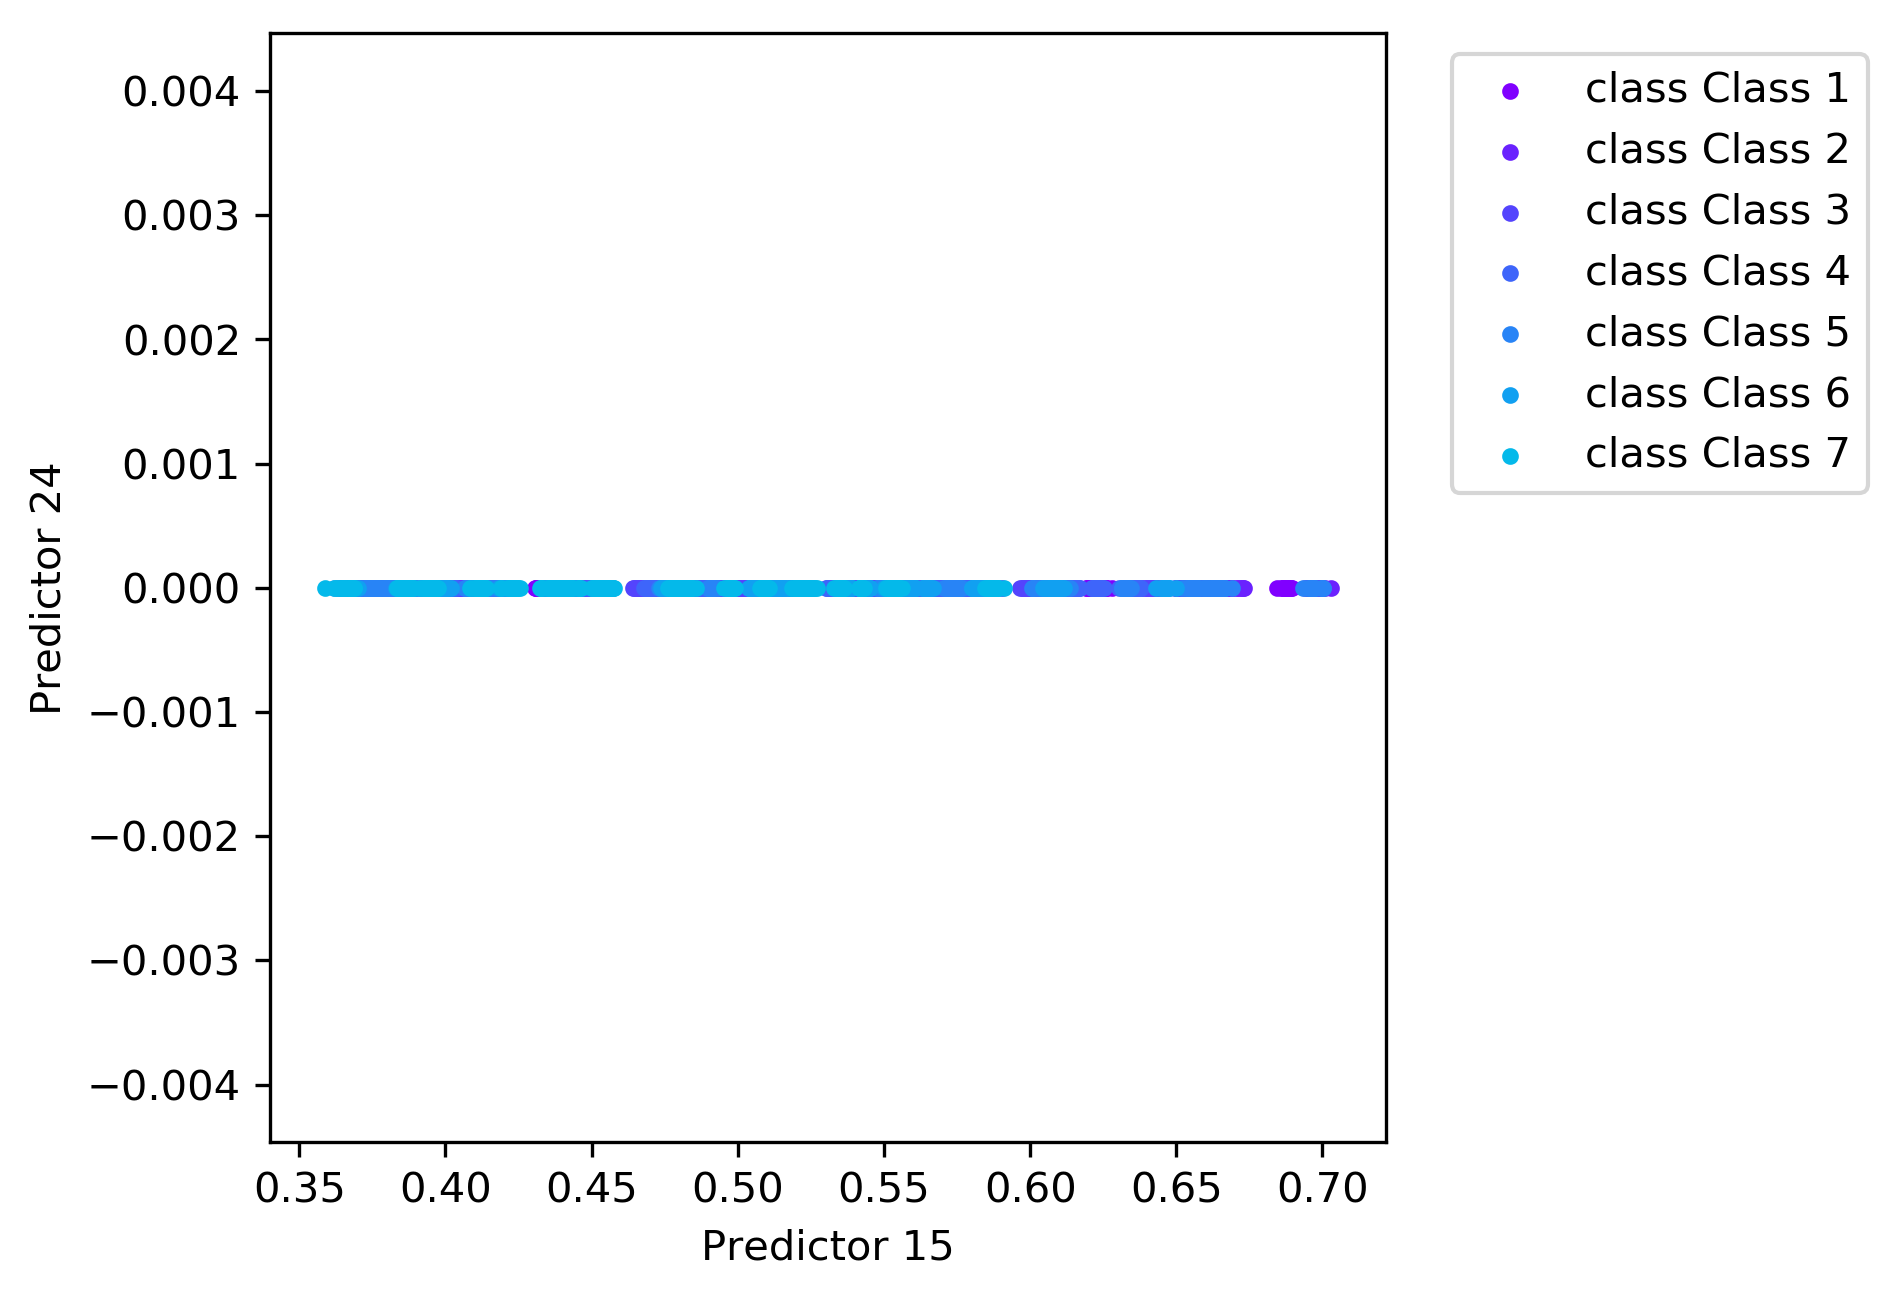 0.004
0.003
0.002
0.001
0.000
−0.001
−0.002
−0.003
−0.004
Predictor 24
0.35 0.40 0.45 0.50 0.55 0.60 0.65 0.70
Predictor 15
class Class 1
class Class 2
class Class 3
class Class 4
class Class 5
class Class 6
class Class 7